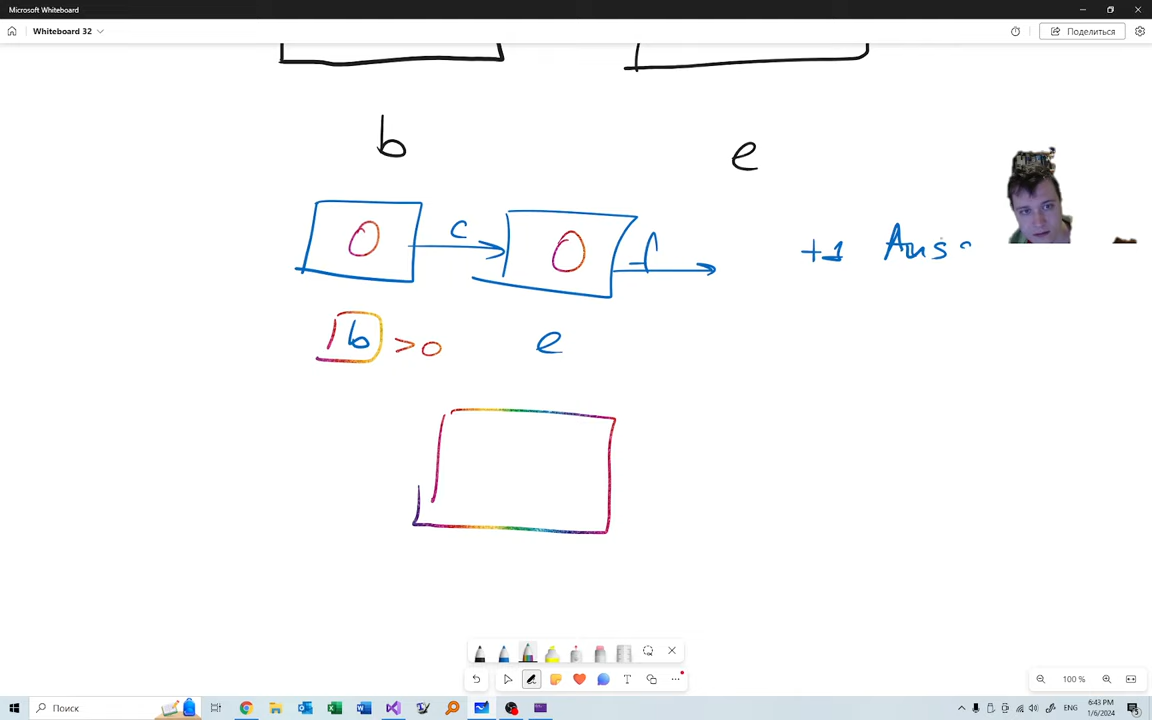 Microsoft Whiteboard
Whiteboard 32
Поделиться
b
e
0
c
0
+1 Ans
b >0
e
100 %
Поиск
ENG
6:43 PM
1/6/2024